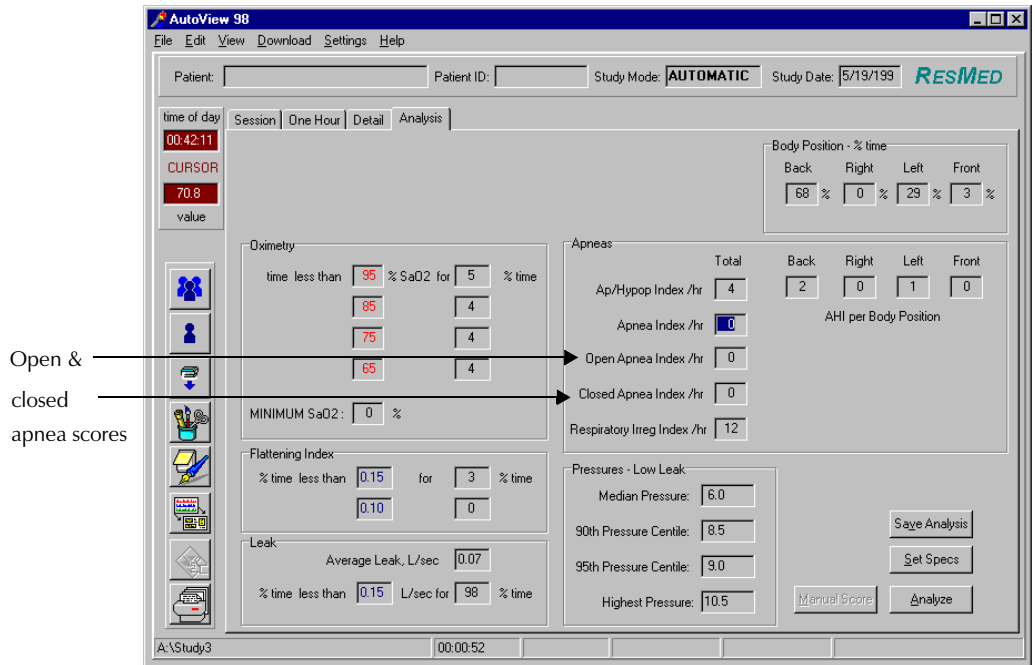 AutoView 98
File Edit View Download Settings Help
Patient: Patient ID: Study Mode: AUTOMATIC Study Date: 5/19/199 RESMED
time of day
00:42:11
CURSOR
70.8
value
Session One Hour Detail Analysis
Body Position - % time
Back Right Left Front
68 % 0 % 29 % 3 %
Oximetry
time less than 95 % SaO2 for 5 % time
85 4
75 4
65 4
MINIMUM SaO2: 0 %
Apneas
Total Back Right Left Front
Ap/Hypop Index /hr 4 2 0 1 0
AHI per Body Position
Apnea Index /hr 0
Open Apnea Index /hr 0
Closed Apnea Index /hr 0
Respiratory Irreg Index /hr 12
Open &
closed
apnea scores
Flattening Index
% time less than 0.15 for 3 % time
0.10 0
Leak
Average Leak, L/sec 0.07
% time less than 0.15 L/sec for 98 % time
Pressures - Low Leak
Median Pressure: 6.0
90th Pressure Centile: 8.5
95th Pressure Centile: 9.0
Highest Pressure: 10.5
Save Analysis
Set Specs
Manual Score Analyze
A:\Study3 00:00:52